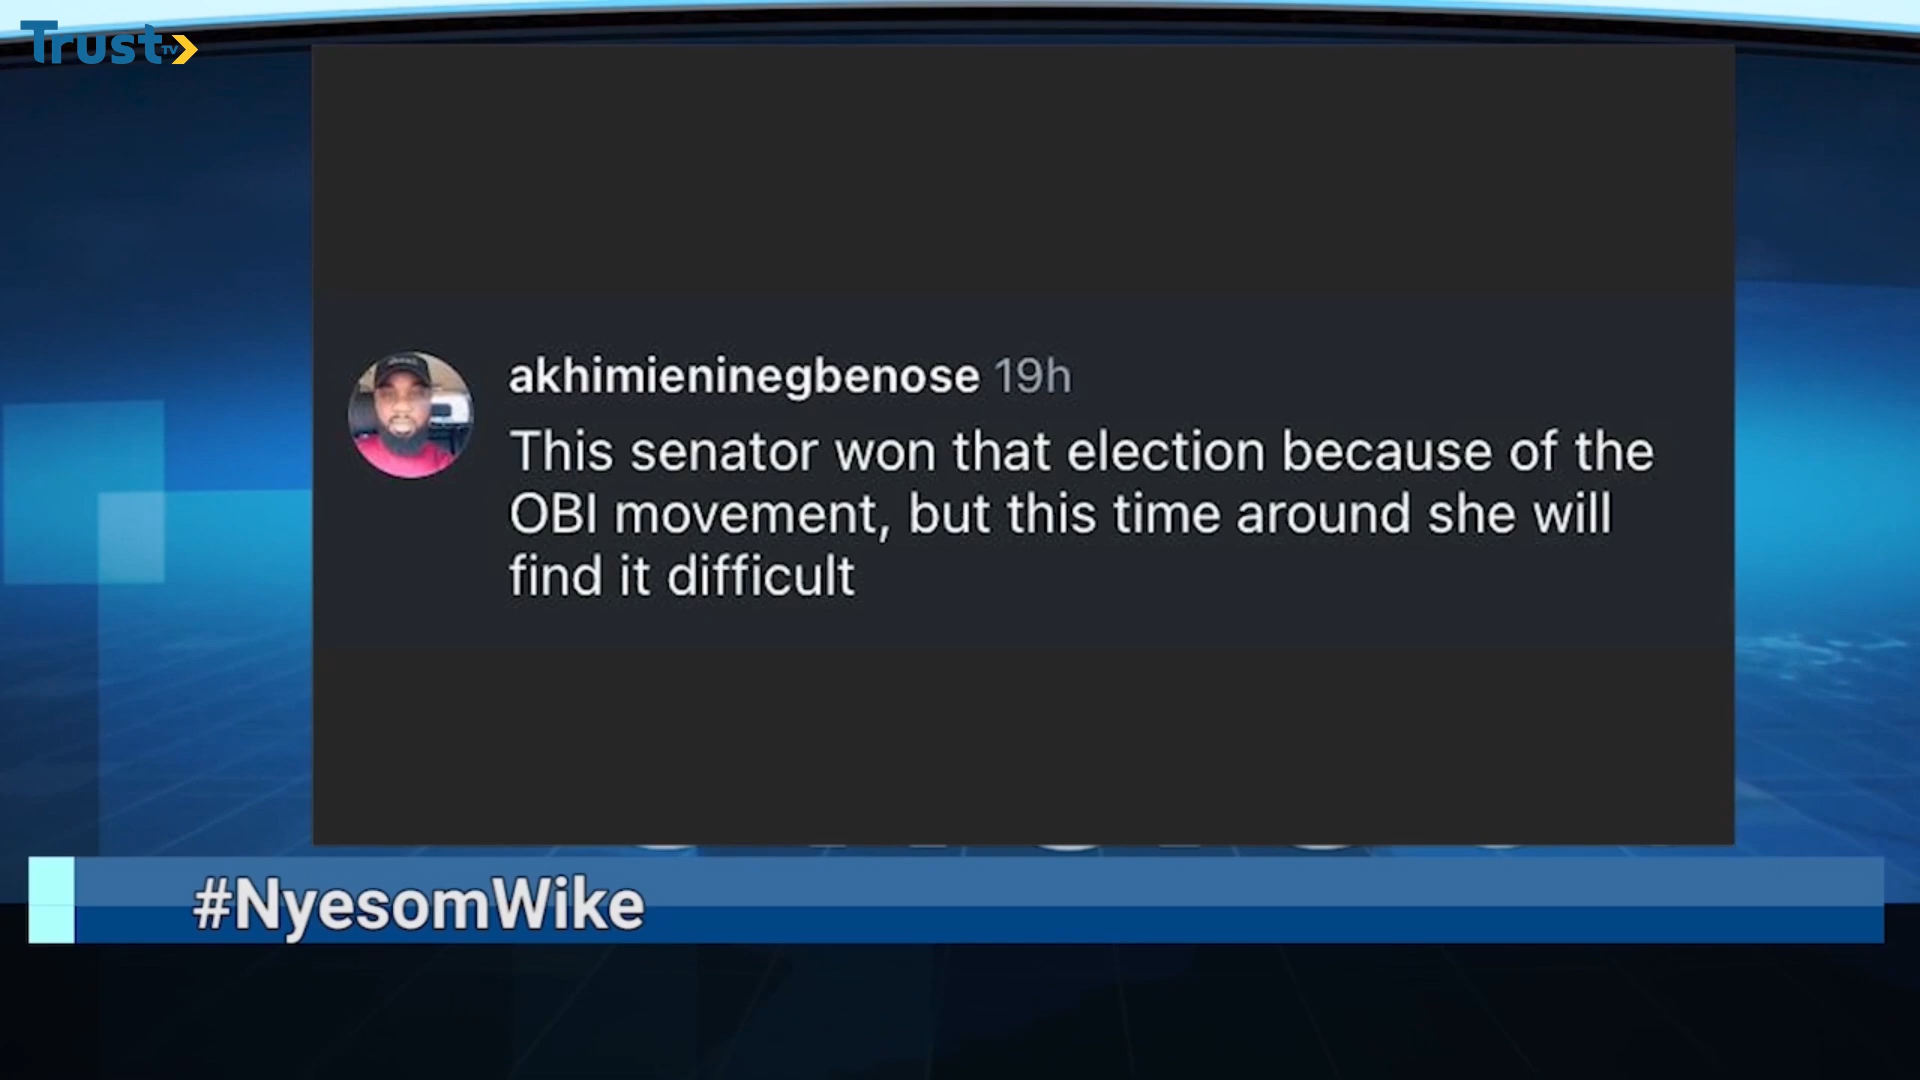 Trust TV
akhimieninegbenose 19h
This senator won that election because of the
OBI movement, but this time around she will
find it difficult
#NyesomWike